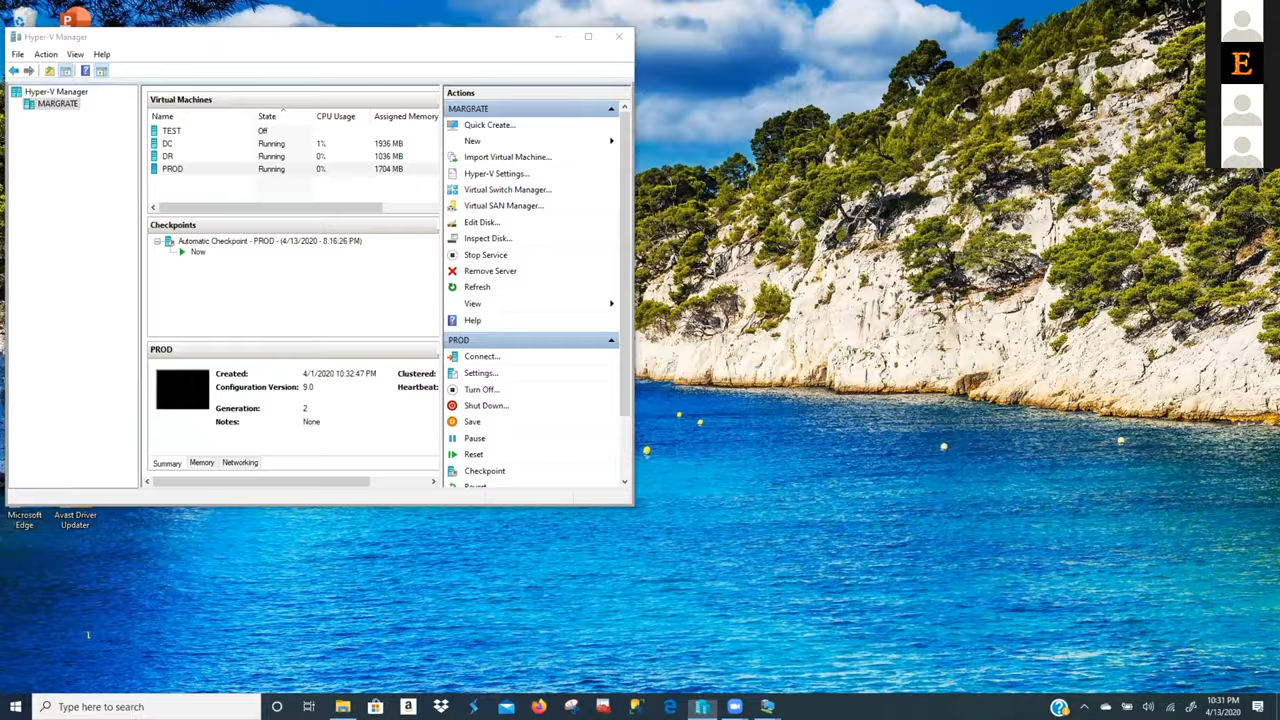 Hyper-V Manager
File Action View Help
Hyper-V Manager
MARGRATE
Virtual Machines
Name State CPU Usage Assigned Memory
TEST Off
DC Running 1% 1936 MB
DR Running 0% 1036 MB
PROD Running 0% 1704 MB
Checkpoints
Automatic Checkpoint - PROD - (4/13/2020 - 8:16:26 PM)
Now
PROD
Created: 4/1/2020 10:32:47 PM Clustered:
Configuration Version: 9.0 Heartbeat:
Generation: 2
Notes: None
Summary Memory Networking
Actions
MARGRATE
Quick Create...
New
Import Virtual Machine...
Hyper-V Settings...
Virtual Switch Manager...
Virtual SAN Manager...
Edit Disk...
Inspect Disk...
Stop Service
Remove Server
Refresh
View
Help
PROD
Connect...
Settings...
Turn Off...
Shut Down...
Save
Pause
Reset
Checkpoint
Revert
E
Microsoft
Edge
Avast Driver
Updater
Type here to search
10:31 PM
4/13/2020